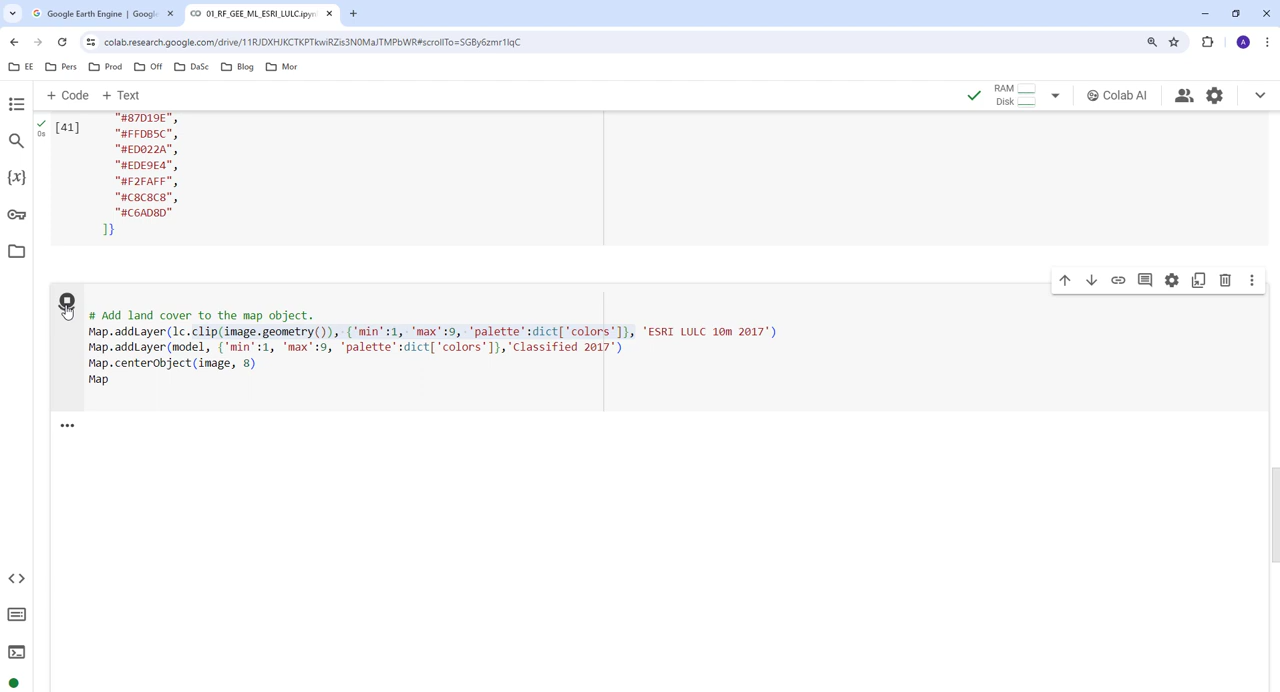 Google Earth Engine | Googl
01_RF_GEE_ML_ESRI_LULC.ipyn
colab.research.google.com/drive/11RJDXHJKCTKPTkwiRZis3N0MaJTMPbWR#scrollTo=SGBy6zmr1IqC
A
EE
Pers
Prod
Off
DaSc
Blog
Mor
+ Code
+ Text
RAM
Disk
Colab AI
0s
[41]
"#87D19E",
"#FFDB5C",
"#ED022A",
"#EDE9E4",
"#F2FAFF",
"#C8C8C8",
"#C6AD8D"
]}
{x}
# Add land cover to the map object.
Map.addLayer(lc.clip(image.geometry()), {'min':1, 'max':9, 'palette':dict['colors']}, 'ESRI LULC 10m 2017')
Map.addLayer(model, {'min':1, 'max':9, 'palette':dict['colors']},'Classified 2017')
Map.centerObject(image, 8)
Map